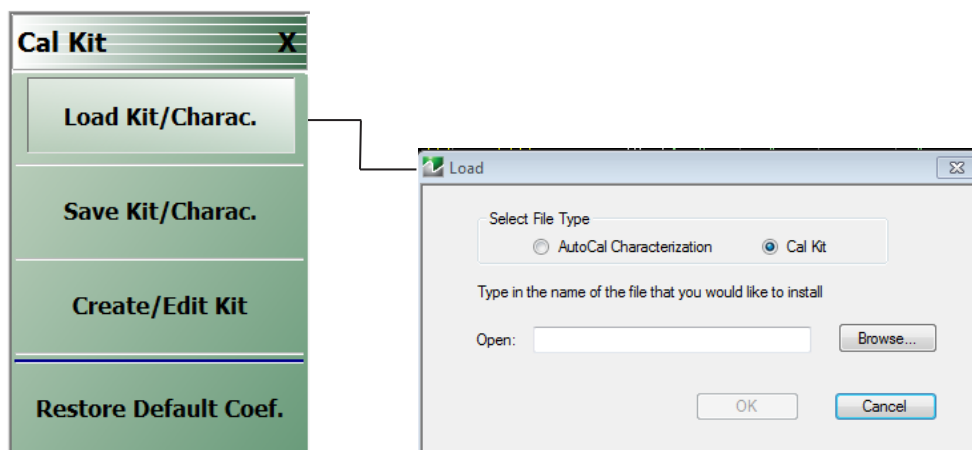 Cal Kit X
Load Kit/Charac.
Save Kit/Charac.
Create/Edit Kit
Restore Default Coef.
Load
Select File Type
AutoCal Characterization Cal Kit
Type in the name of the file that you would like to install
Open: Browse...
OK Cancel